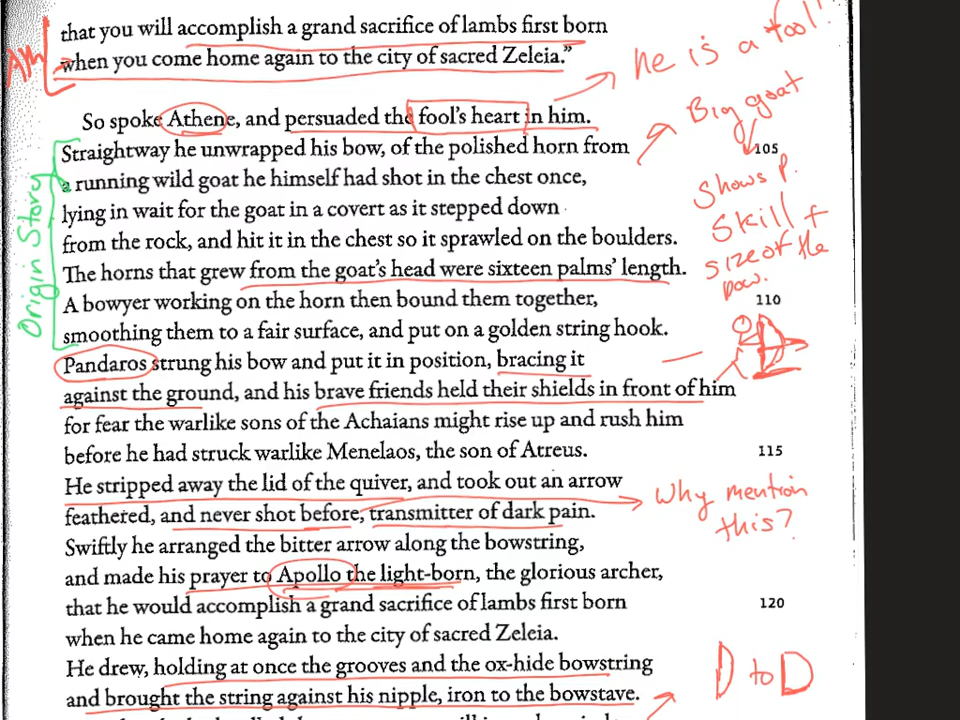 that you will accomplish a grand sacrifice of lambs first born
when you come home again to the city of sacred Zeleia.”
he is a fool!
So spoke Athene, and persuaded the fool's heart in him.
Big goat
Straightway he unwrapped his bow, of the polished horn from
105
a running wild goat he himself had shot in the chest once,
Shows P.
lying in wait for the goat in a covert as it stepped down
Skill +
from the rock, and hit it in the chest so it sprawled on the boulders.
size of the
The horns that grew from the goat's head were sixteen palms' length.
bow.
Origin Story
A bowyer working on the horn then bound them together,
110
smoothing them to a fair surface, and put on a golden string hook.
Pandaros strung his bow and put it in position, bracing it
against the ground, and his brave friends held their shields in front of him
for fear the warlike sons of the Achaians might rise up and rush him
before he had struck warlike Menelaos, the son of Atreus.
115
He stripped away the lid of the quiver, and took out an arrow
Why mention
feathered, and never shot before, transmitter of dark pain.
this?
Swiftly he arranged the bitter arrow along the bowstring,
and made his prayer to Apollo the light-born, the glorious archer,
that he would accomplish a grand sacrifice of lambs first born
120
when he came home again to the city of sacred Zeleia.
He drew, holding at once the grooves and the ox-hide bowstring
D to D
and brought the string against his nipple, iron to the bowstave.